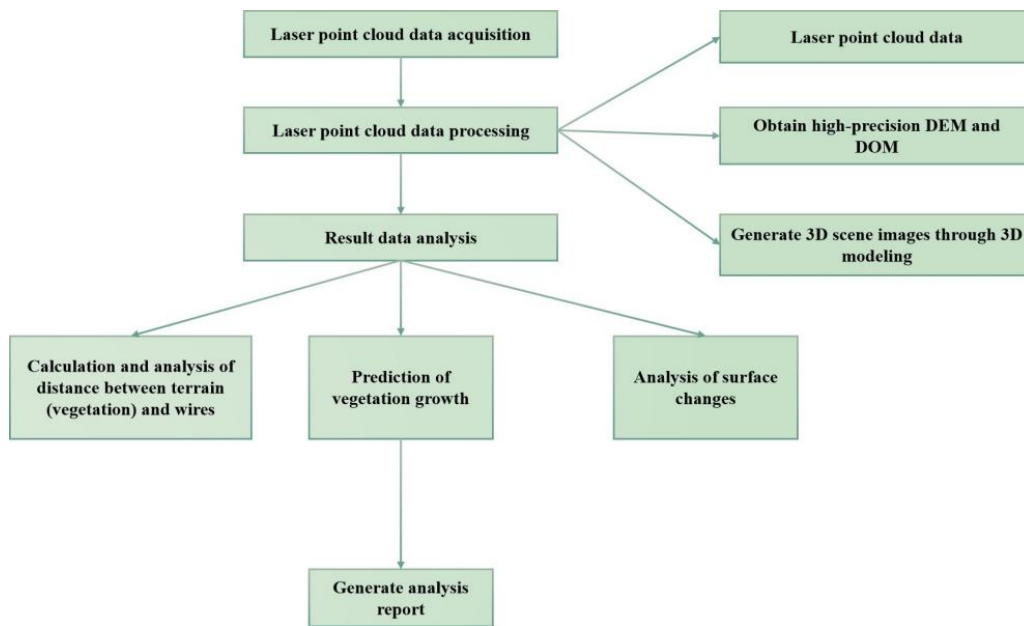 Laser point cloud data acquisition
Laser point cloud data
Laser point cloud data processing
Obtain high-precision DEM and
DOM
Result data analysis
Generate 3D scene images through 3D
modeling
Calculation and analysis of
distance between terrain
(vegetation) and wires
Prediction of
vegetation growth
Analysis of surface
changes
Generate analysis
report